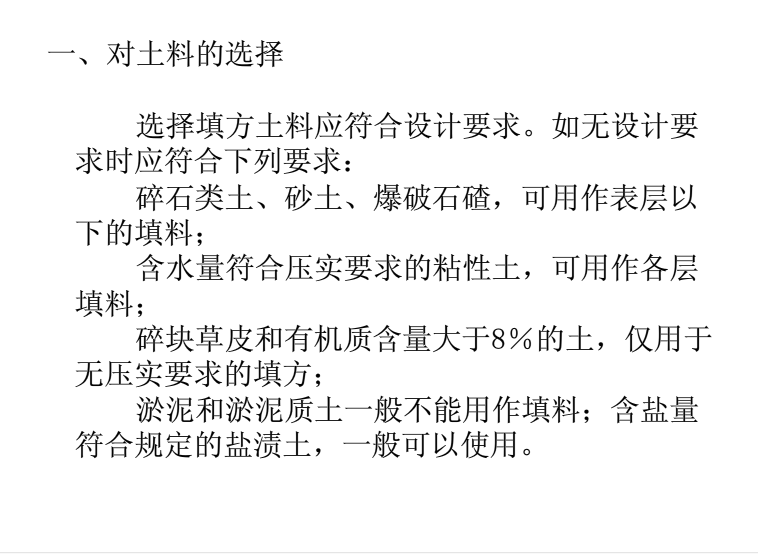 一、对土料的选择
选择填方土料应符合设计要求。如无设计要
求时应符合下列要求：
碎石类土、砂土、爆破石碴，可用作表层以
下的填料；
含水量符合压实要求的粘性土，可用作各层
填料；
碎块草皮和有机质含量大于8％的土，仅用于
无压实要求的填方；
淤泥和淤泥质土一般不能用作填料；含盐量
符合规定的盐渍土，一般可以使用。